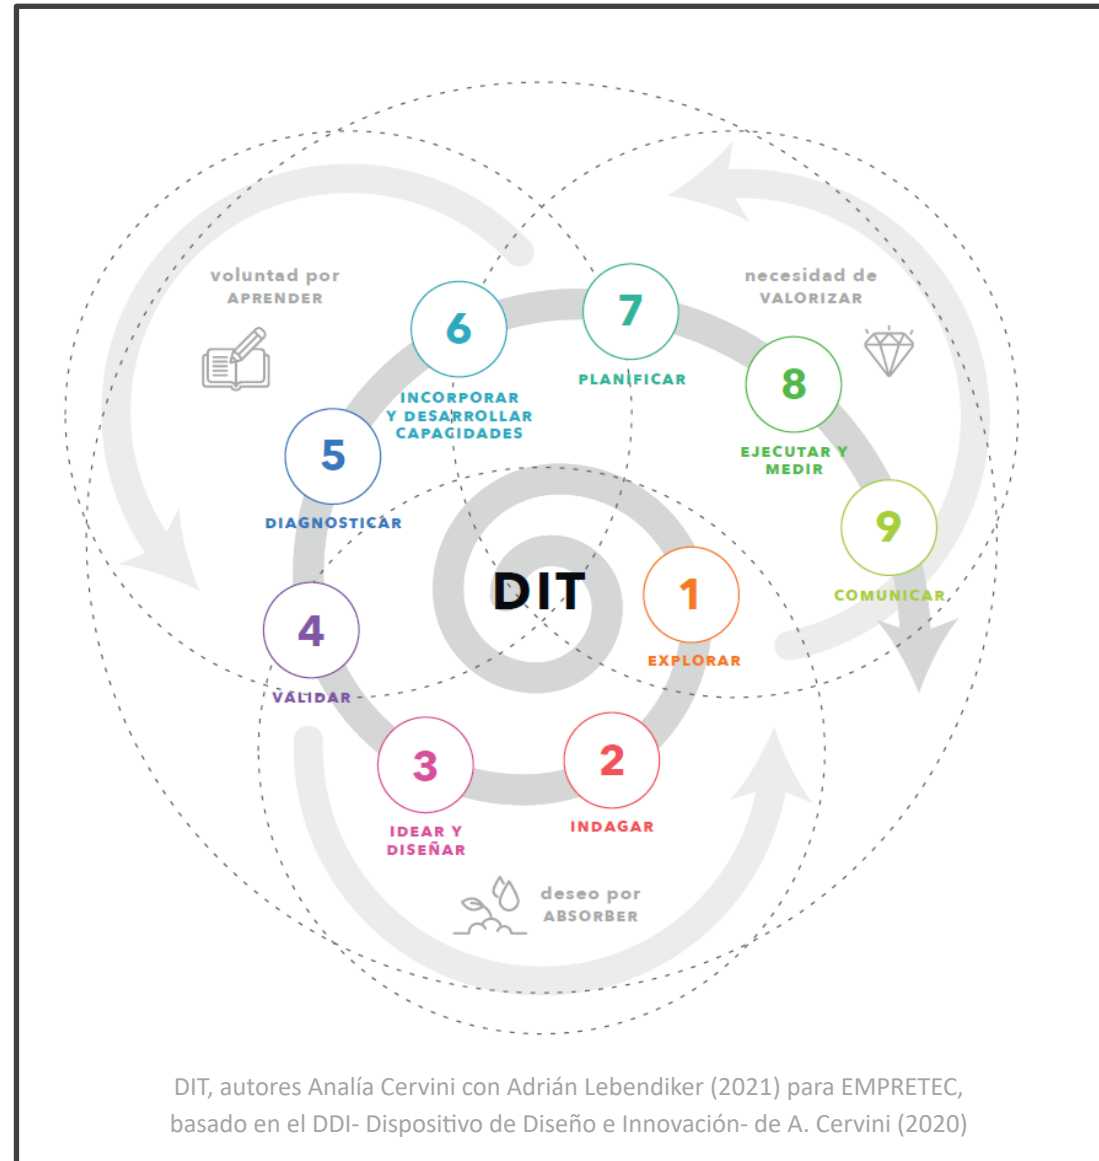 voluntad por
APRENDER
necesidad de
VALORIZAR
6
INCORPORAR
Y DESARROLLAR
CAPACIDADES
7
PLANIFICAR
8
EJECUTAR Y
MEDIR
5
DIAGNOSTICAR
9
COMUNICAR
DIT
1
EXPLORAR
4
VALIDAR
3
IDEAR Y
DISEÑAR
2
INDAGAR
deseo por
ABSORBER
DIT, autores Analía Cervini con Adrián Lebendiker (2021) para EMPRETEC,
basado en el DDI- Dispositivo de Diseño e Innovación- de A. Cervini (2020)